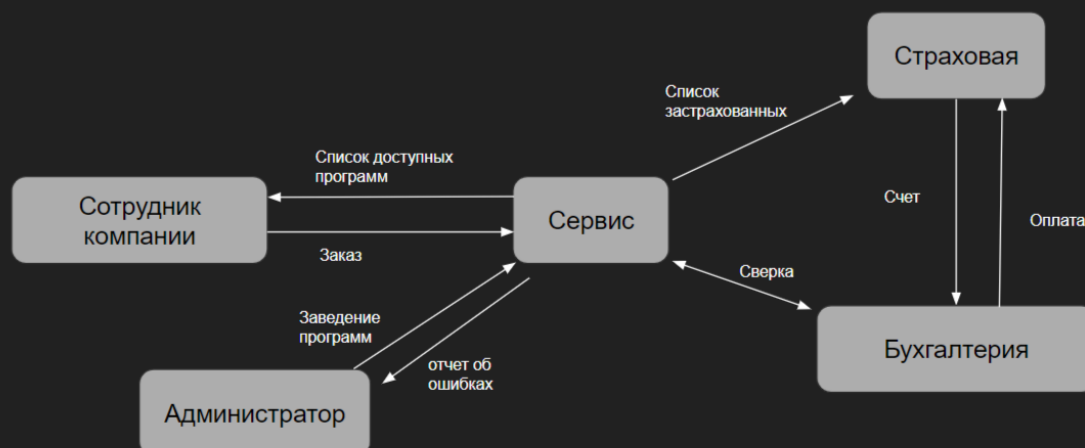 Страховая
Список
застрахованных
Список доступных
программ
Сотрудник
компании
Сервис
Счет
Оплата
Заказ
Сверка
Заведение
программ
Бухгалтерия
отчет об
ошибках
Администратор